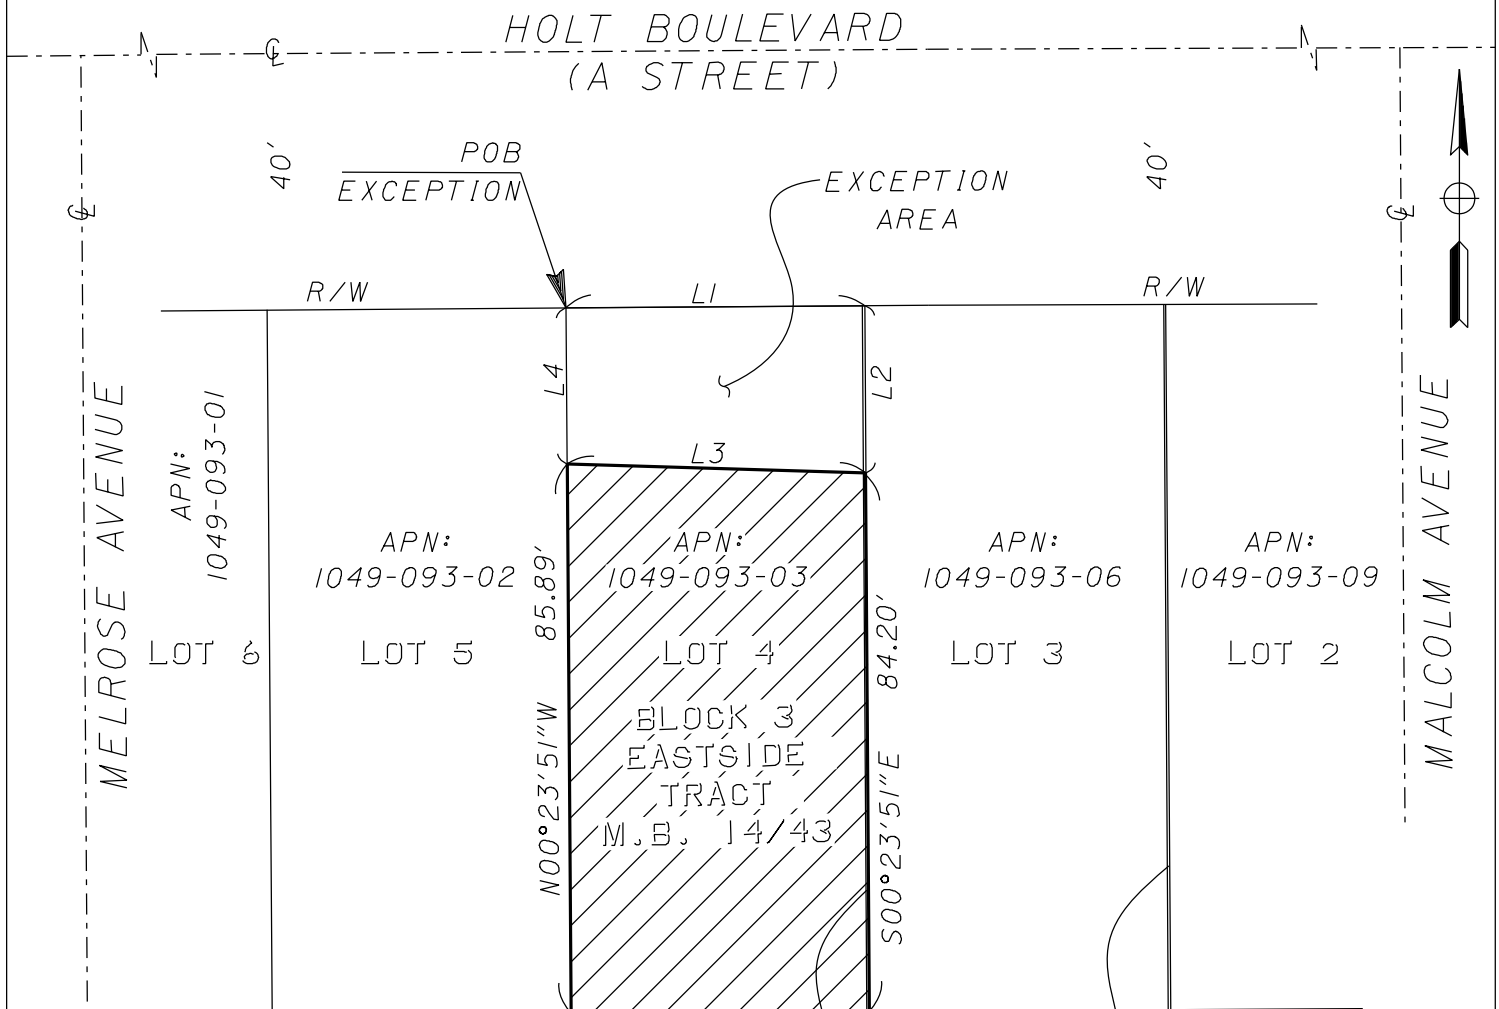 HOLT BOULEVARD
(A STREET)
℄
40'
40'
POB
EXCEPTION
EXCEPTION
AREA
℄
℄
R/W
L1
R/W
L4
L2
L3
MELROSE AVENUE
APN:
1049-093-01
LOT 6
APN:
1049-093-02
LOT 5
85.89'
N00°23'51"W
APN:
1049-093-03
LOT 4
BLOCK 3
EASTSIDE
TRACT
M.B. 14/43
84.20'
S00°23'51"E
APN:
1049-093-06
LOT 3
APN:
1049-093-09
LOT 2
MALCOLM AVENUE